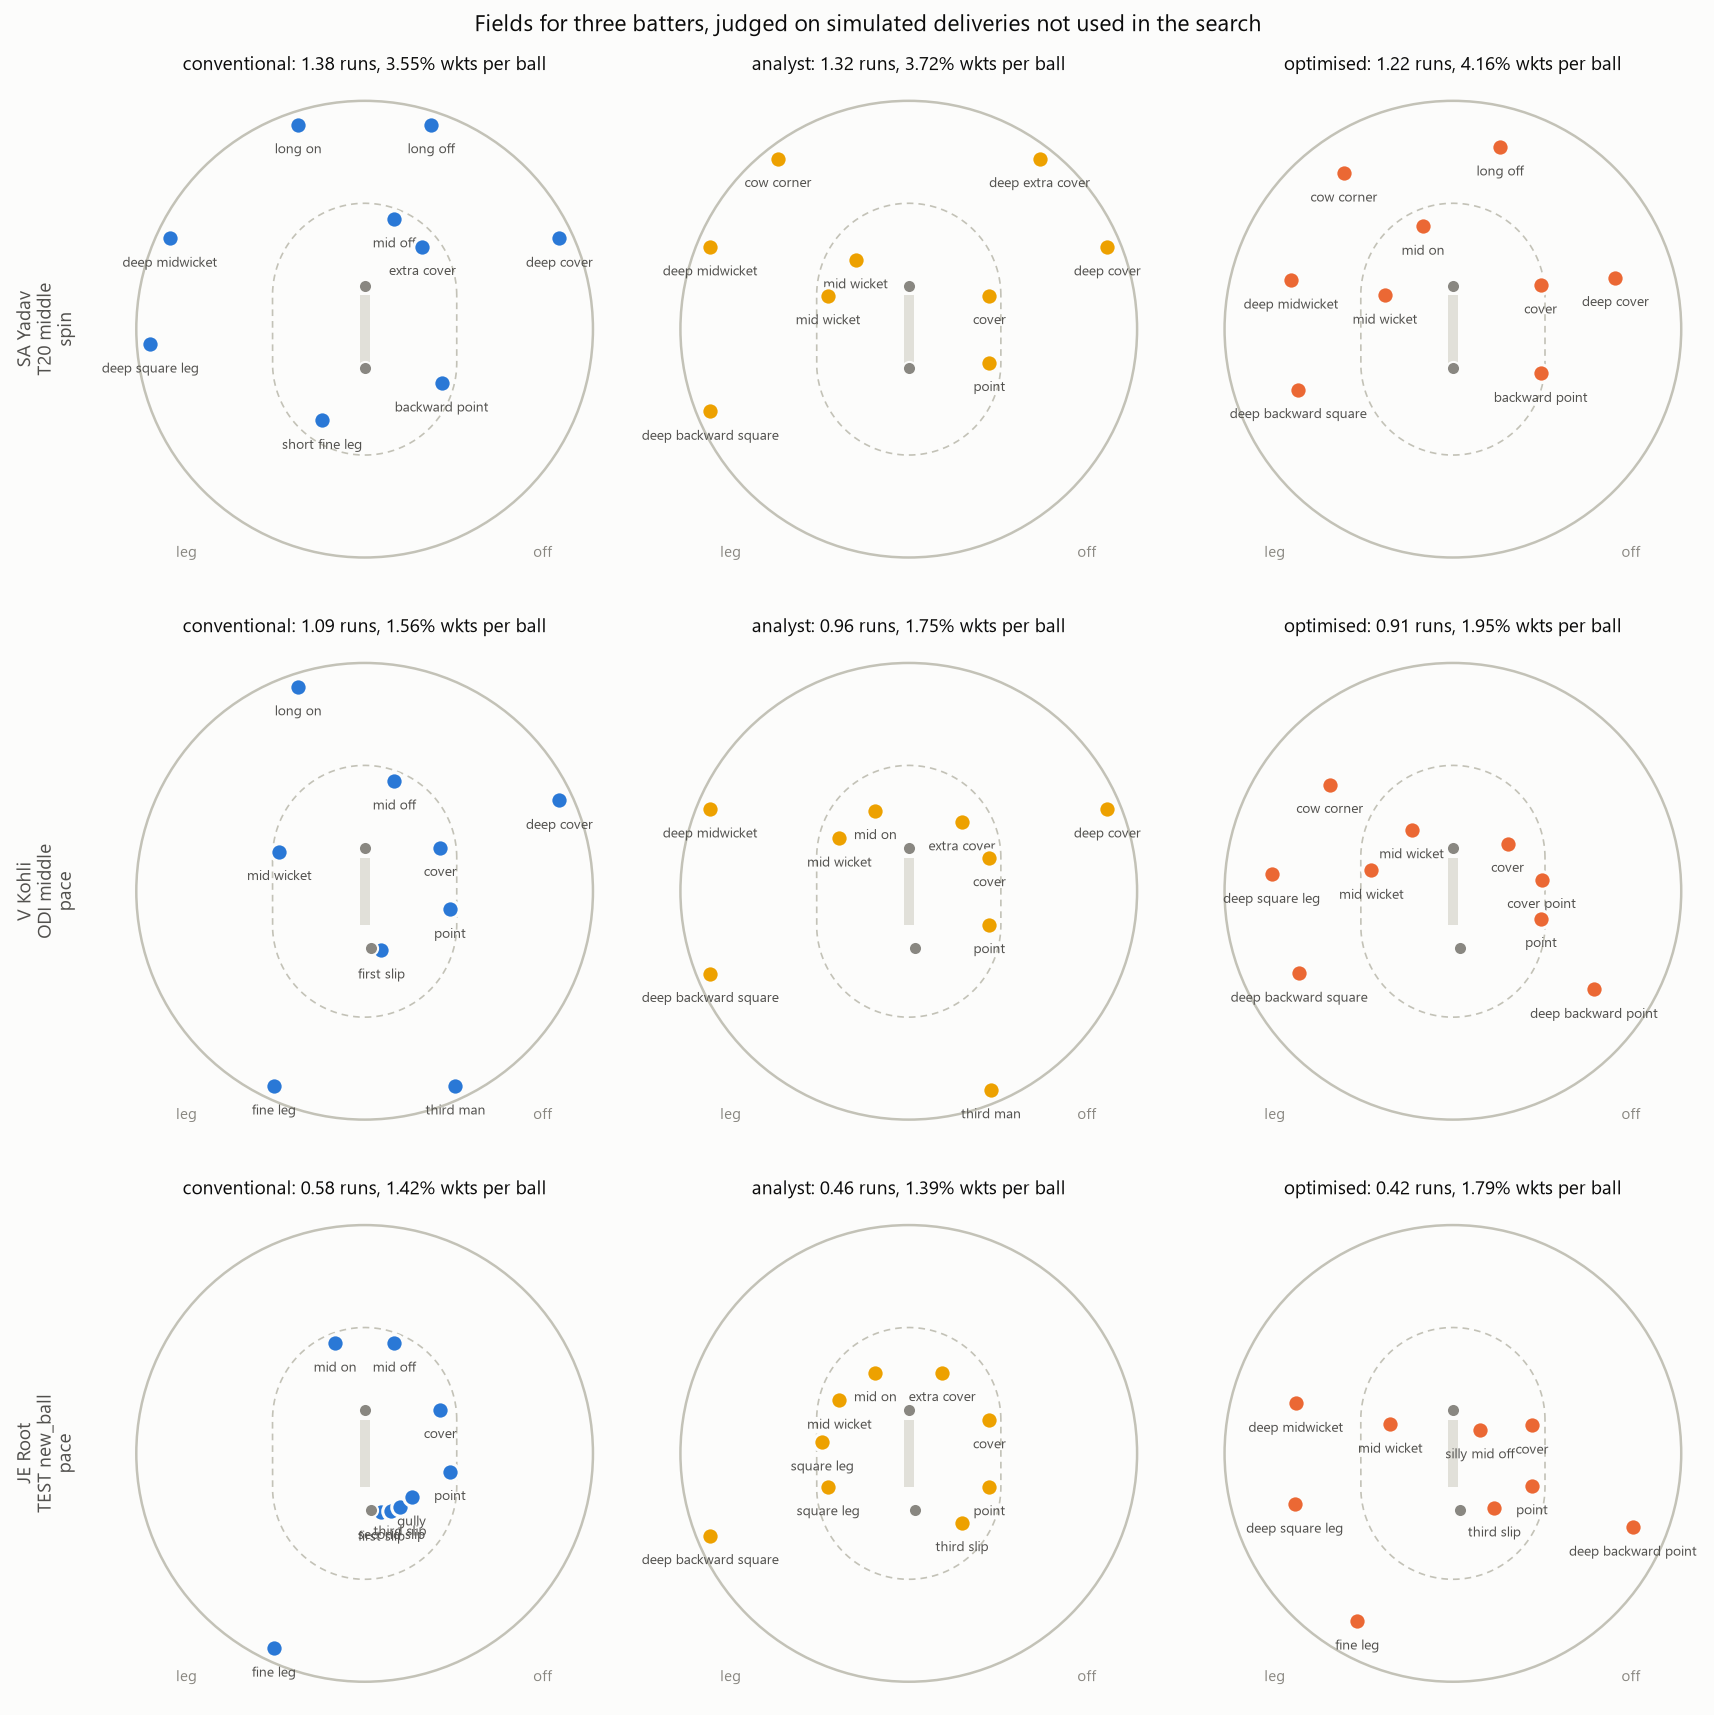 Fields for three batters, judged on simulated deliveries not used in the search
conventional: 1.38 runs, 3.55% wkts per ball
analyst: 1.32 runs, 3.72% wkts per ball
optimised: 1.22 runs, 4.16% wkts per ball
SA Yadav
T20 middle
spin
long on
long off
mid off
extra cover
deep midwicket
deep cover
deep square leg
backward point
short fine leg
leg
off
cow corner
deep extra cover
deep midwicket
deep cover
mid wicket
mid wicket
cover
point
deep backward square
leg
off
long off
cow corner
mid on
deep midwicket
deep cover
cover
mid wicket
backward point
deep backward square
leg
off
conventional: 1.09 runs, 1.56% wkts per ball
analyst: 0.96 runs, 1.75% wkts per ball
optimised: 0.91 runs, 1.95% wkts per ball
V Kohli
ODI middle
pace
long on
mid off
deep cover
mid wicket
cover
point
first slip
fine leg
third man
leg
off
deep midwicket
mid on
extra cover
deep cover
mid wicket
cover
point
deep backward square
third man
leg
off
cow corner
mid wicket
cover
deep square leg
mid wicket
cover point
point
deep backward square
deep backward point
leg
off
conventional: 0.58 runs, 1.42% wkts per ball
analyst: 0.46 runs, 1.39% wkts per ball
optimised: 0.42 runs, 1.79% wkts per ball
JE Root
TEST new_ball
pace
mid on
mid off
cover
point
gully
third slip
second slip
first slip
fine leg
leg
off
mid on
extra cover
mid wicket
cover
square leg
square leg
point
third slip
deep backward square
leg
off
deep midwicket
mid wicket
silly mid off
cover
point
third slip
deep square leg
deep backward point
fine leg
leg
off